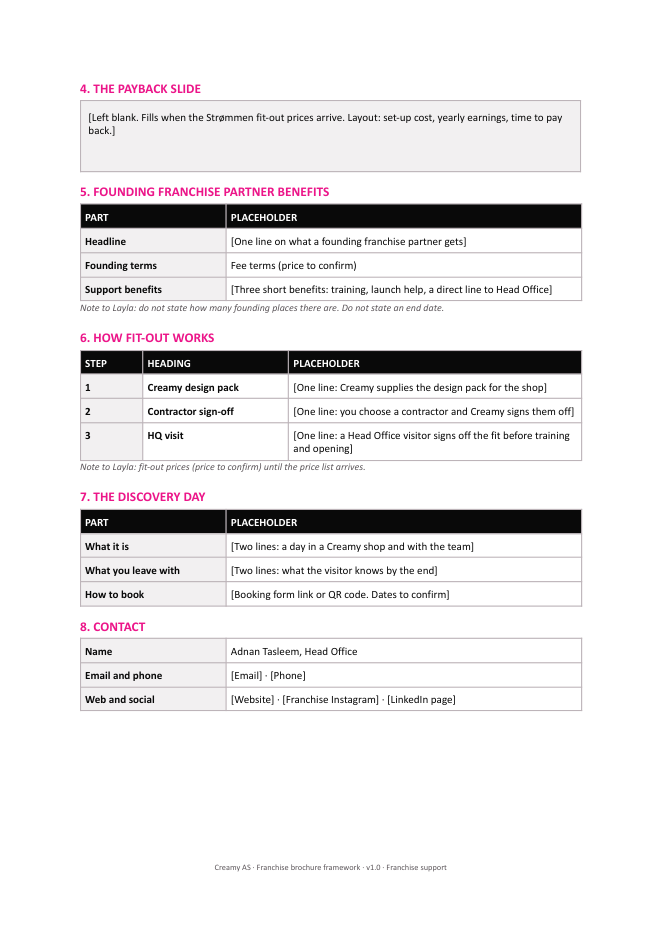 4. THE PAYBACK SLIDE
[Left blank. Fills when the Strømmen fit-out prices arrive. Layout: set-up cost, yearly earnings, time to pay
back.]
5. FOUNDING FRANCHISE PARTNER BENEFITS
PART PLACEHOLDER
Headline [One line on what a founding franchise partner gets]
Founding terms Fee terms (price to confirm)
Support benefits [Three short benefits: training, launch help, a direct line to Head Office]
Note to Layla: do not state how many founding places there are. Do not state an end date.
6. HOW FIT-OUT WORKS
STEP HEADING PLACEHOLDER
1 Creamy design pack [One line: Creamy supplies the design pack for the shop]
2 Contractor sign-off [One line: you choose a contractor and Creamy signs them off]
3 HQ visit [One line: a Head Office visitor signs off the fit before training
and opening]
Note to Layla: fit-out prices (price to confirm) until the price list arrives.
7. THE DISCOVERY DAY
PART PLACEHOLDER
What it is [Two lines: a day in a Creamy shop and with the team]
What you leave with [Two lines: what the visitor knows by the end]
How to book [Booking form link or QR code. Dates to confirm]
8. CONTACT
Name Adnan Tasleem, Head Office
Email and phone [Email] · [Phone]
Web and social [Website] · [Franchise Instagram] · [LinkedIn page]
Creamy AS · Franchise brochure framework · v1.0 · Franchise support